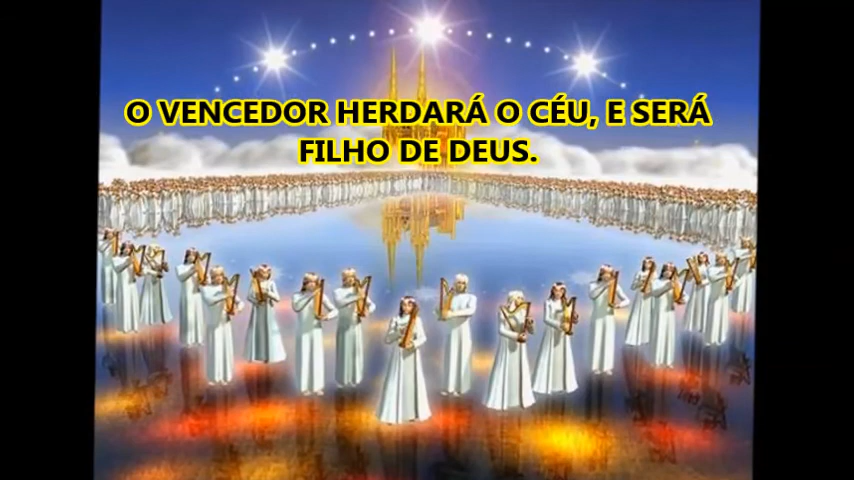 O VENCEDOR HERDARÁ O CÉU, E SERÁ
FILHO DE DEUS.